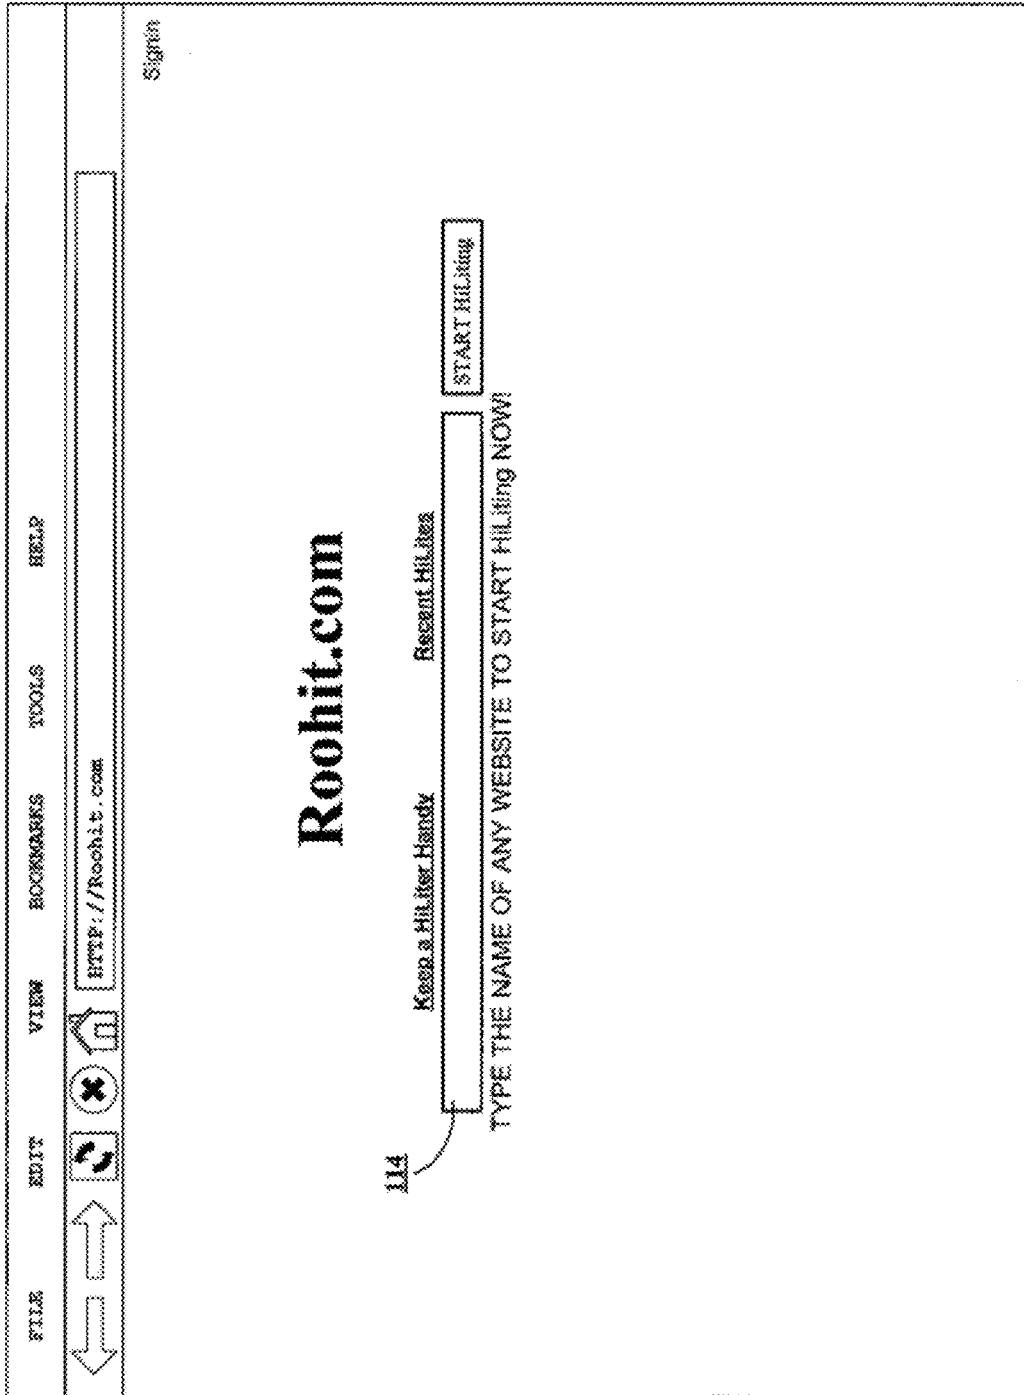 FILE EDIT VIEW BOOKMARKS TOOLS HELP
HTTP://Roohit.com
Signin
Roohit.com
Keep a HiLiter Handy Recent HiLites
114
START HiLiting
TYPE THE NAME OF ANY WEBSITE TO START HiLiting NOW!